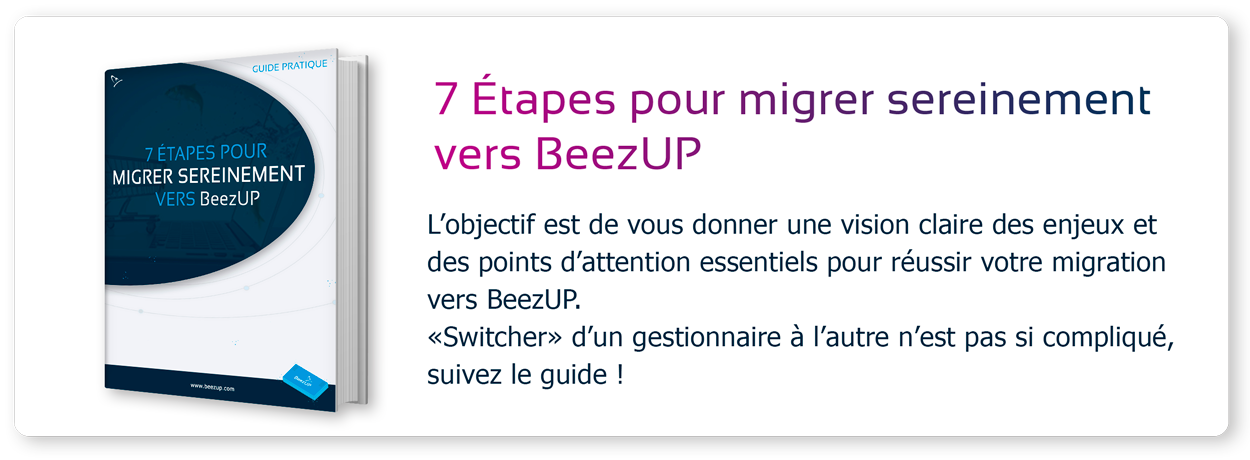 GUIDE PRATIQUE
7 ÉTAPES POUR
MIGRER SEREINEMENT
VERS BeezUP
www.beezup.com
BeezUP
7 Étapes pour migrer sereinement
vers BeezUP
L’objectif est de vous donner une vision claire des enjeux et
des points d’attention essentiels pour réussir votre migration
vers BeezUP.
«Switcher» d’un gestionnaire à l’autre n’est pas si compliqué,
suivez le guide !